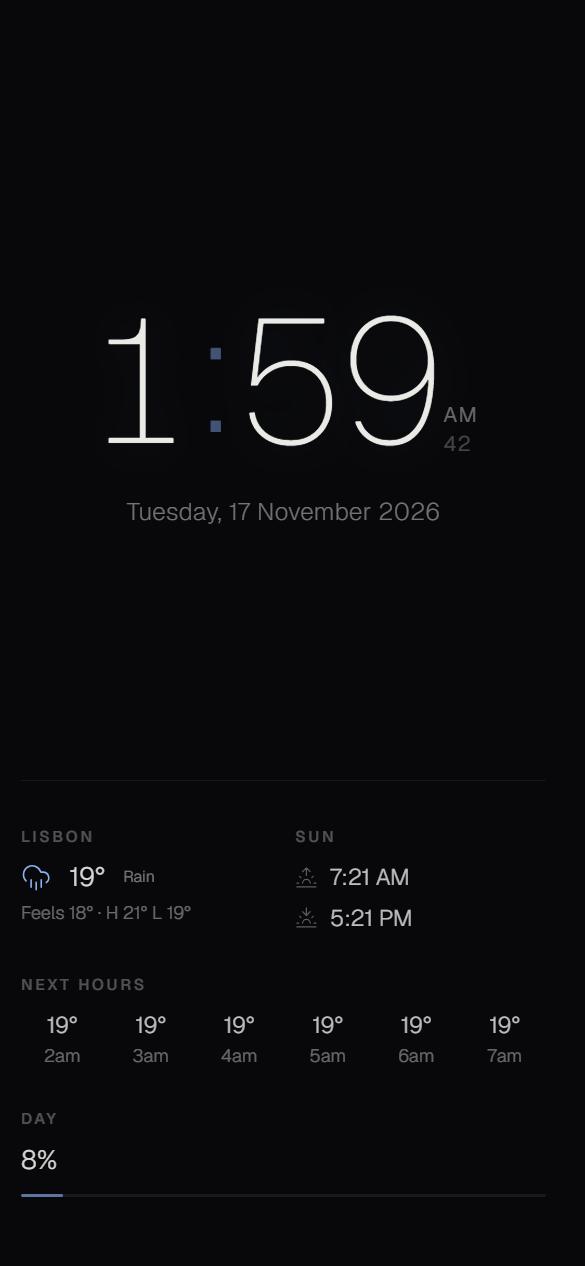 1:59 AM
42
Tuesday, 17 November 2026
LISBON
19° Rain
Feels 18° · H 21° L 19°
SUN
7:21 AM
5:21 PM
NEXT HOURS
19° 19° 19° 19° 19° 19°
2am 3am 4am 5am 6am 7am
DAY
8%